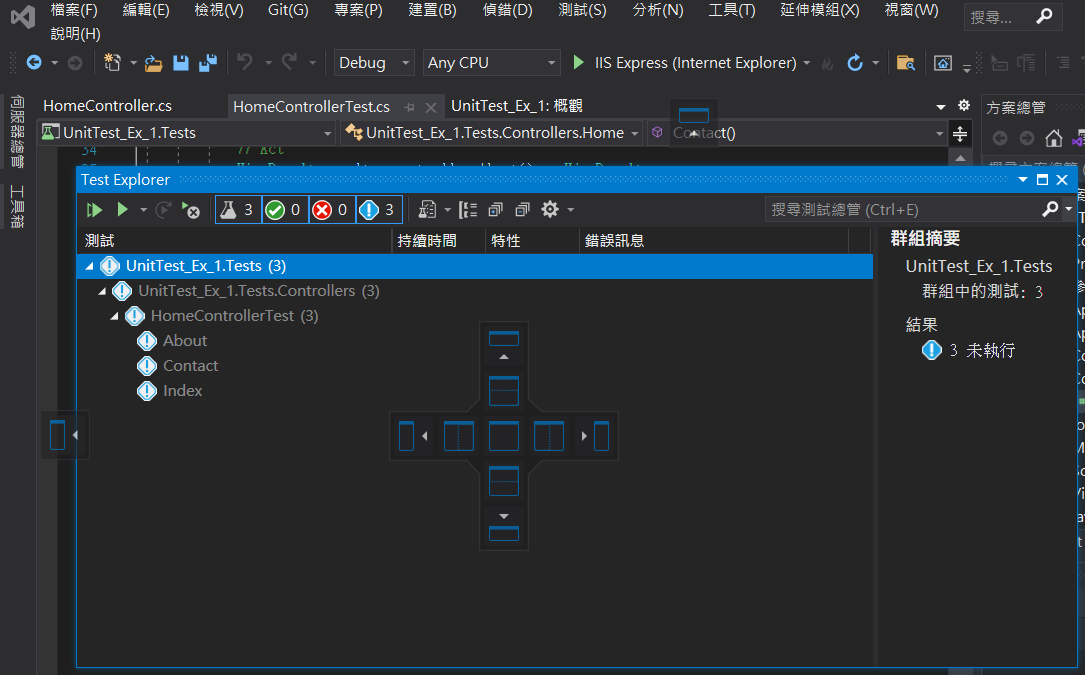 檔案(F) 編輯(E) 檢視(V) Git(G) 專案(P) 建置(B) 偵錯(D) 測試(S) 分析(N) 工具(T) 延伸模組(X) 視窗(W) 搜尋...
說明(H)
Debug Any CPU IIS Express (Internet Explorer)
伺服器總管
工具箱
HomeController.cs HomeControllerTest.cs UnitTest_Ex_1: 概觀 方案總管
UnitTest_Ex_1.Tests UnitTest_Ex_1.Tests.Controllers.Home Contact()
34 // Act
Test Explorer
3 0 0 3 搜尋測試總管 (Ctrl+E)
測試 持續時間 特性 錯誤訊息 群組摘要
UnitTest_Ex_1.Tests (3)
UnitTest_Ex_1.Tests.Controllers (3)
HomeControllerTest (3)
About
Contact
Index
UnitTest_Ex_1.Tests
群組中的測試: 3
結果
3 未執行